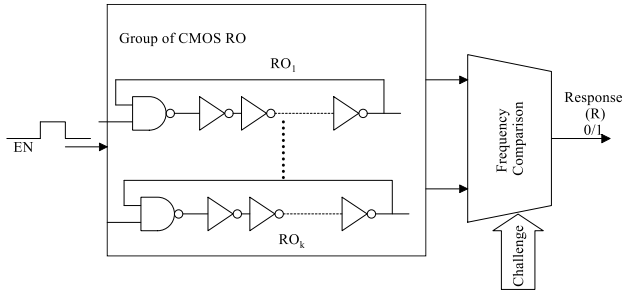 Group of CMOS RO
RO1
EN
ROk
Frequency
Comparison
Response
(R)
0/1
Challenge